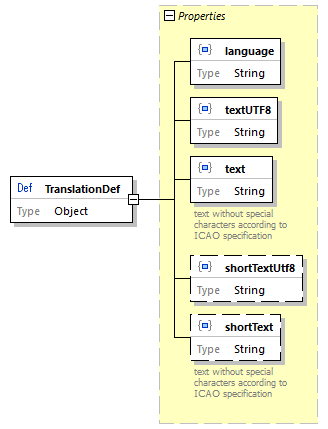 Properties
language
Type String
textUTF8
Type String
text
Type String
text without special
characters according to
ICAO specification
Def TranslationDef
Type Object
shortTextUtf8
Type String
shortText
Type String
text without special
characters according to
ICAO specification